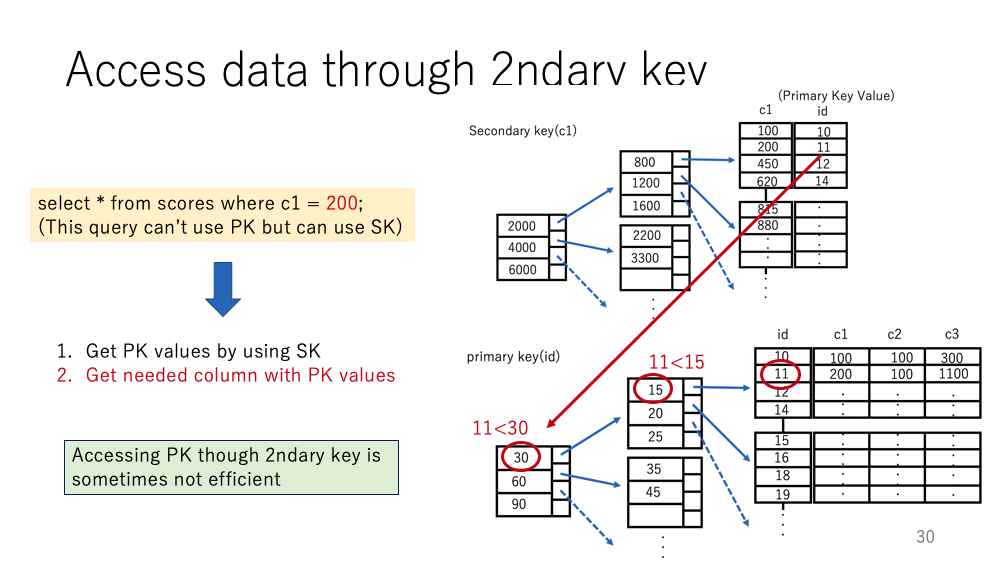 Access data through 2ndary key
(Primary Key Value)
c1 id
Secondary key(c1)
100 10
200 11
450 12
620 14
815
880
800
1200
1600
2000
4000
6000
2200
3300
select * from scores where c1 = 200;
(This query can't use PK but can use SK)
1. Get PK values by using SK
2. Get needed column with PK values
Accessing PK though 2ndary key is
sometimes not efficient
primary key(id)
11<15
11<30
id c1 c2 c3
10 100 100 300
11 200 100 1100
12
14
15
16
18
19
15
20
25
30
60
90
35
45
30